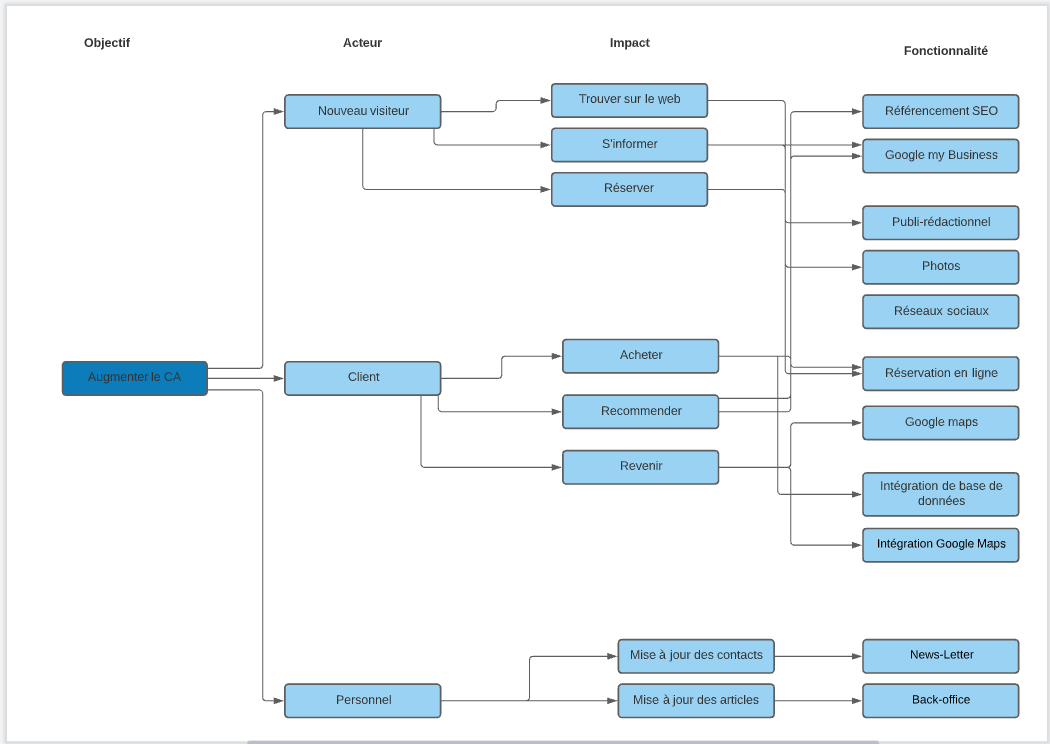 Objectif
Acteur
Impact
Fonctionnalité
Nouveau visiteur
Trouver sur le web
Référencement SEO
S'informer
Google my Business
Réserver
Publi-rédactionnel
Photos
Réseaux sociaux
Augmenter le CA
Client
Acheter
Réservation en ligne
Recommender
Google maps
Revenir
Intégration de base de
données
Intégration Google Maps
Mise à jour des contacts
News-Letter
Personnel
Mise à jour des articles
Back-office